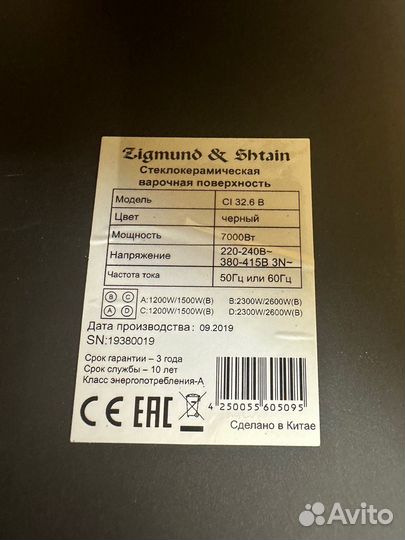 Zigmund & Shtain
Стеклокерамическая
варочная поверхность
Модель CI 32.6 B
Цвет черный
Мощность 7000Вт
Напряжение 220-240В~
380-415В 3N~
Частота тока 50Гц или 60Гц
B C A:1200W/1500W(B) B:2300W/2600W(B)
A D C:1200W/1500W(B) D:2300W/2600W(B)
Дата производства : 09.2019
SN:19380019
Срок гарантии – 3 года
Срок службы – 10 лет
Класс энергопотребления-А
CE EAC
4 250055 605095
Сделано в Китае
Avito